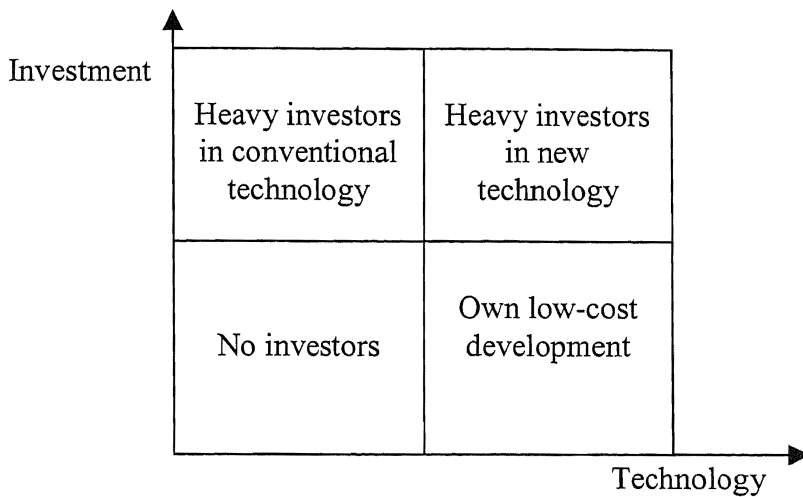 Investment
Heavy investors
in conventional
technology
Heavy investors
in new
technology
No investors
Own low-cost
development
Technology